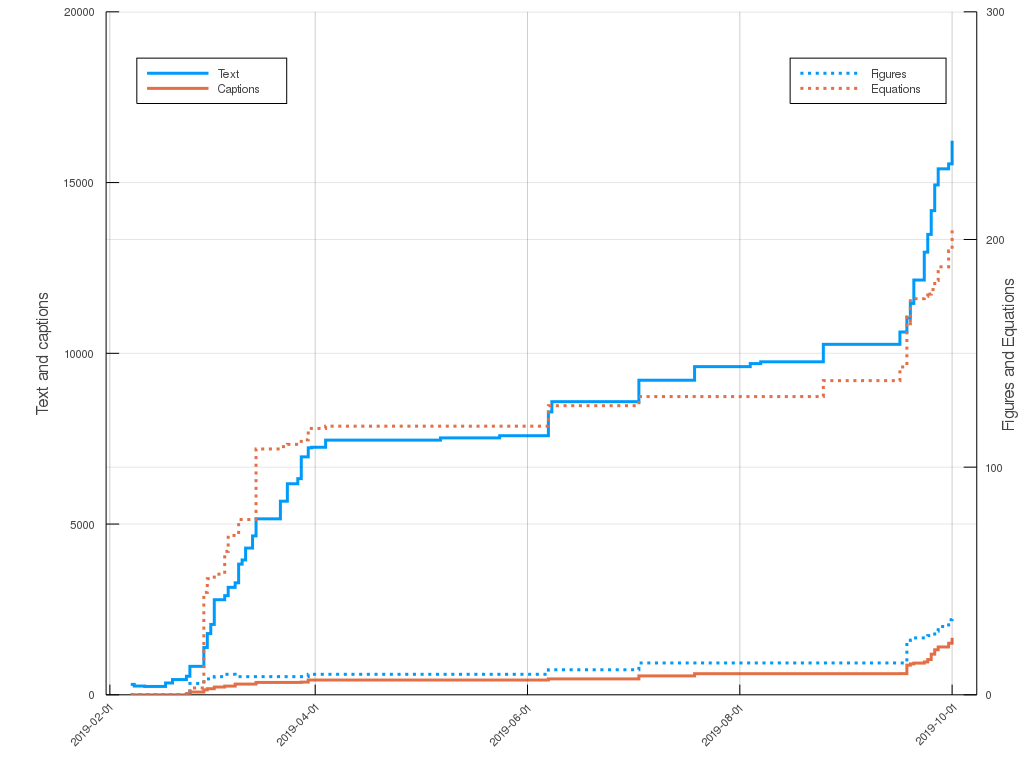 20000
300
Text
Captions
Figures
Equations
15000
200
Text and captions
Figures and Equations
10000
100
5000
0
0
2019-02-01
2019-04-01
2019-06-01
2019-08-01
2019-10-01